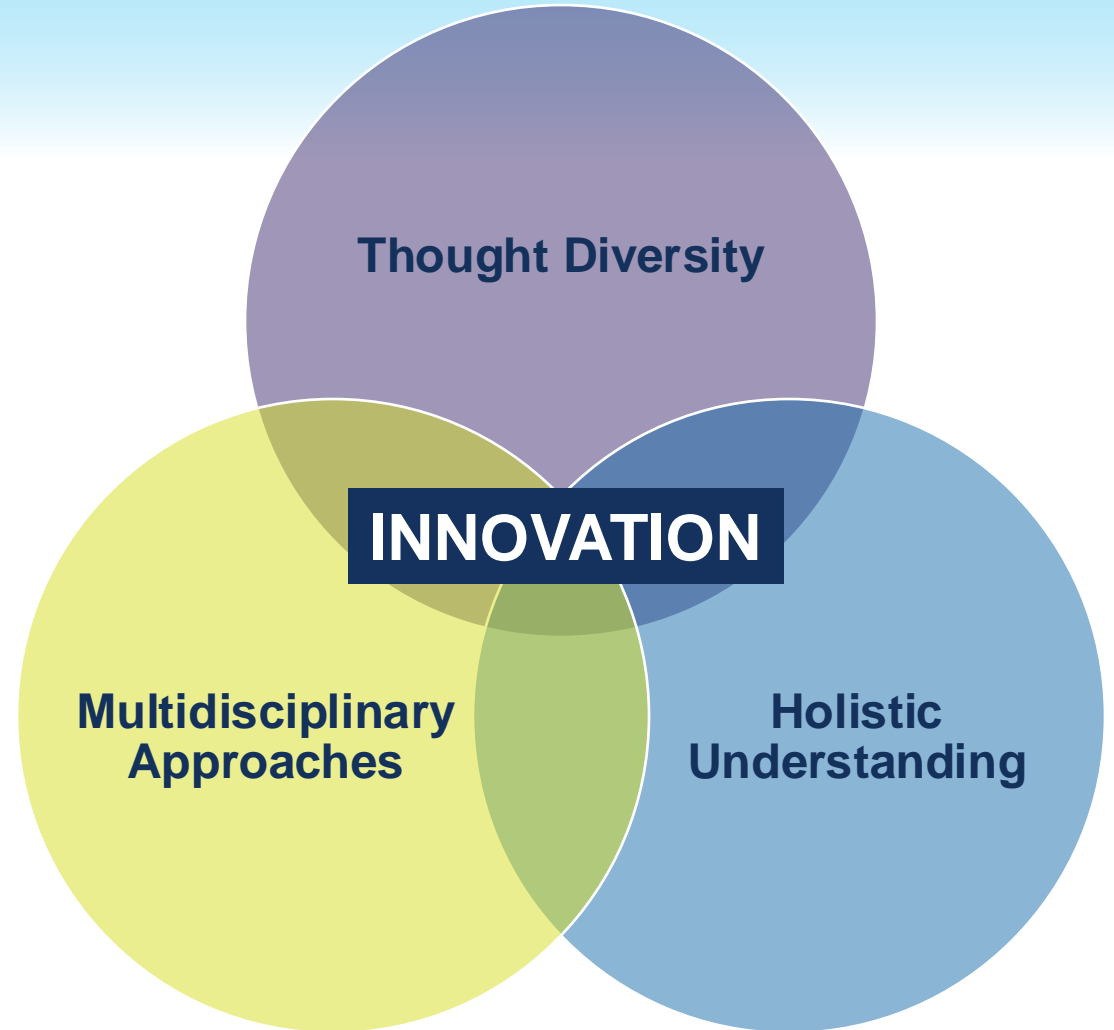 Thought Diversity
INNOVATION
Multidisciplinary
Approaches
Holistic
Understanding